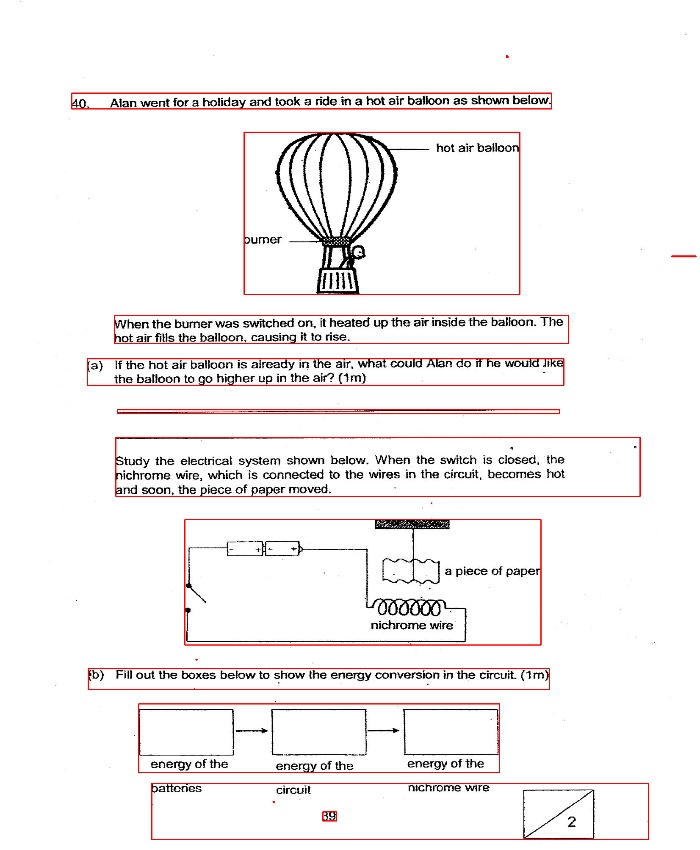 40. Alan went for a holiday and took a ride in a hot air balloon as shown below.
hot air balloon
burner
When the burner was switched on, it heated up the air inside the balloon. The
hot air fills the balloon, causing it to rise.
(a) If the hot air balloon is already in the air, what could Alan do if he would like
the balloon to go higher up in the air? (1m)
Study the electrical system shown below. When the switch is closed, the
nichrome wire, which is connected to the wires in the circuit, becomes hot
and soon, the piece of paper moved.
- + - +
a piece of paper
nichrome wire
(b) Fill out the boxes below to show the energy conversion in the circuit. (1m)
energy of the energy of the energy of the
batteries circuit nichrome wire
39
2